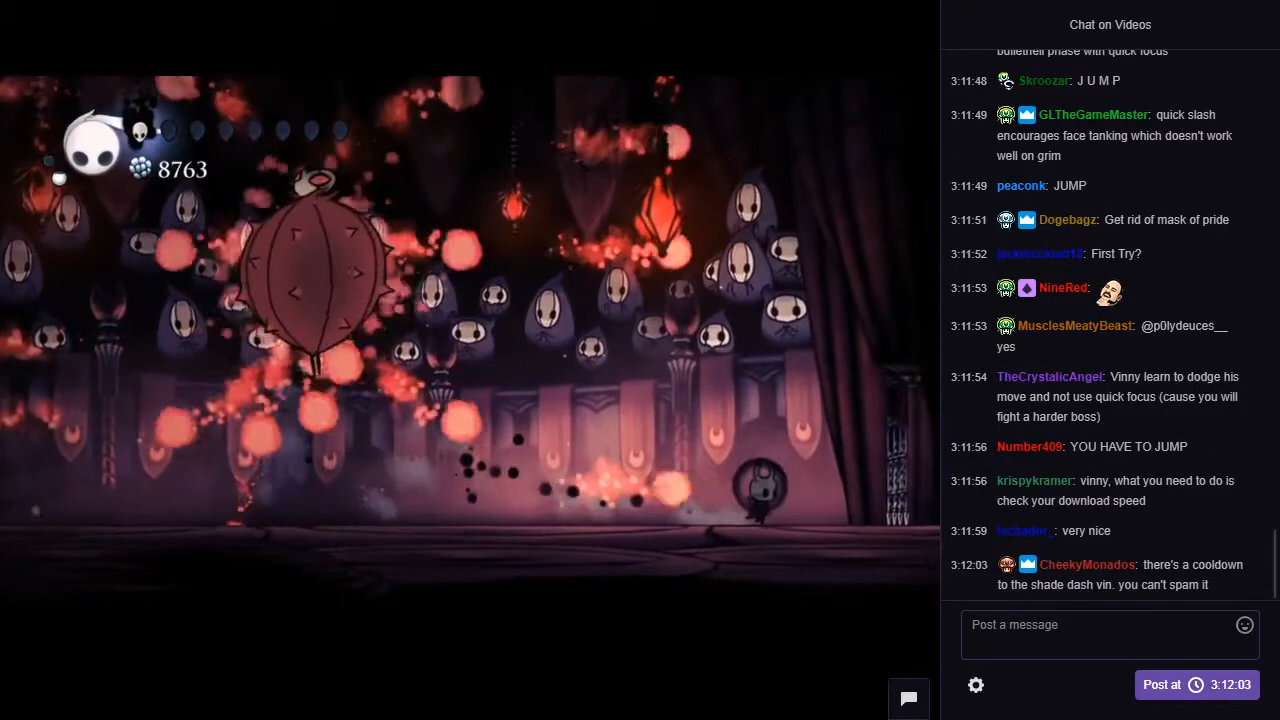 Chat on Videos
bullethell phase with quick focus
3:11:48 Skroozar: J U M P
3:11:49 GLTheGameMaster: quick slash
encourages face tanking which doesn't work
well on grim
3:11:49 peaconk: JUMP
3:11:51 Dogebagz: Get rid of mask of pride
3:11:52 First Try?
3:11:53 NineRed:
3:11:53 MusclesMeatyBeast: @p0lydeuces__
yes
3:11:54 TheCrystalicAngel: Vinny learn to dodge his
move and not use quick focus (cause you will
fight a harder boss)
3:11:56 Number409: YOU HAVE TO JUMP
3:11:56 krispykramer: vinny, what you need to do is
check your download speed
3:11:59 very nice
3:12:03 CheekyMonados: there's a cooldown
to the shade dash vin. you can't spam it
Post a message
Post at 3:12:03
8763